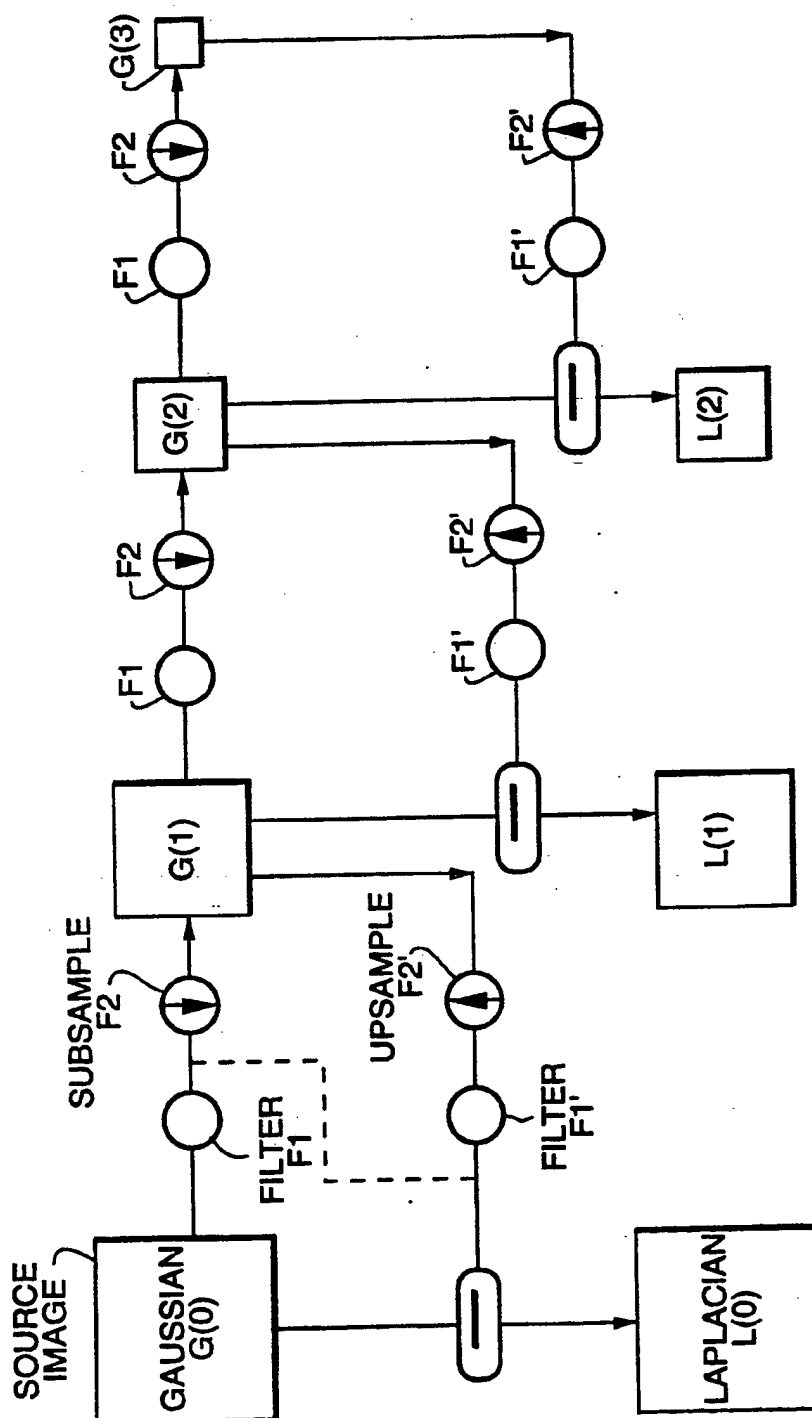 SOURCE
IMAGE
GAUSSIAN
G(0)
FILTER
F1
SUBSAMPLE
F2
G(1)
F1
F2
G(2)
F1
F2
G(3)
FILTER
F1'
UPSAMPLE
F2'
F1'
F2'
F1'
F2'
LAPLACIAN
L(0)
L(1)
L(2)